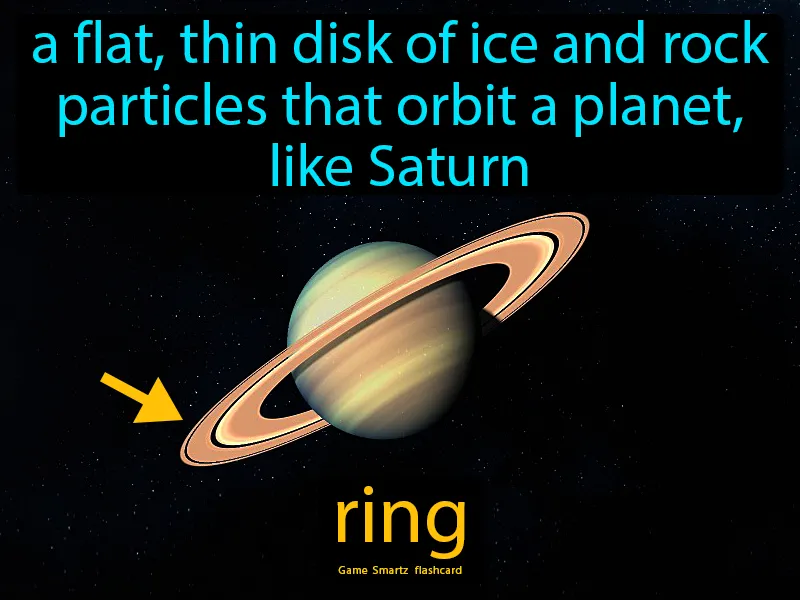 a flat, thin disk of ice and rock
particles that orbit a planet,
like Saturn
ring
Game Smartz flashcard